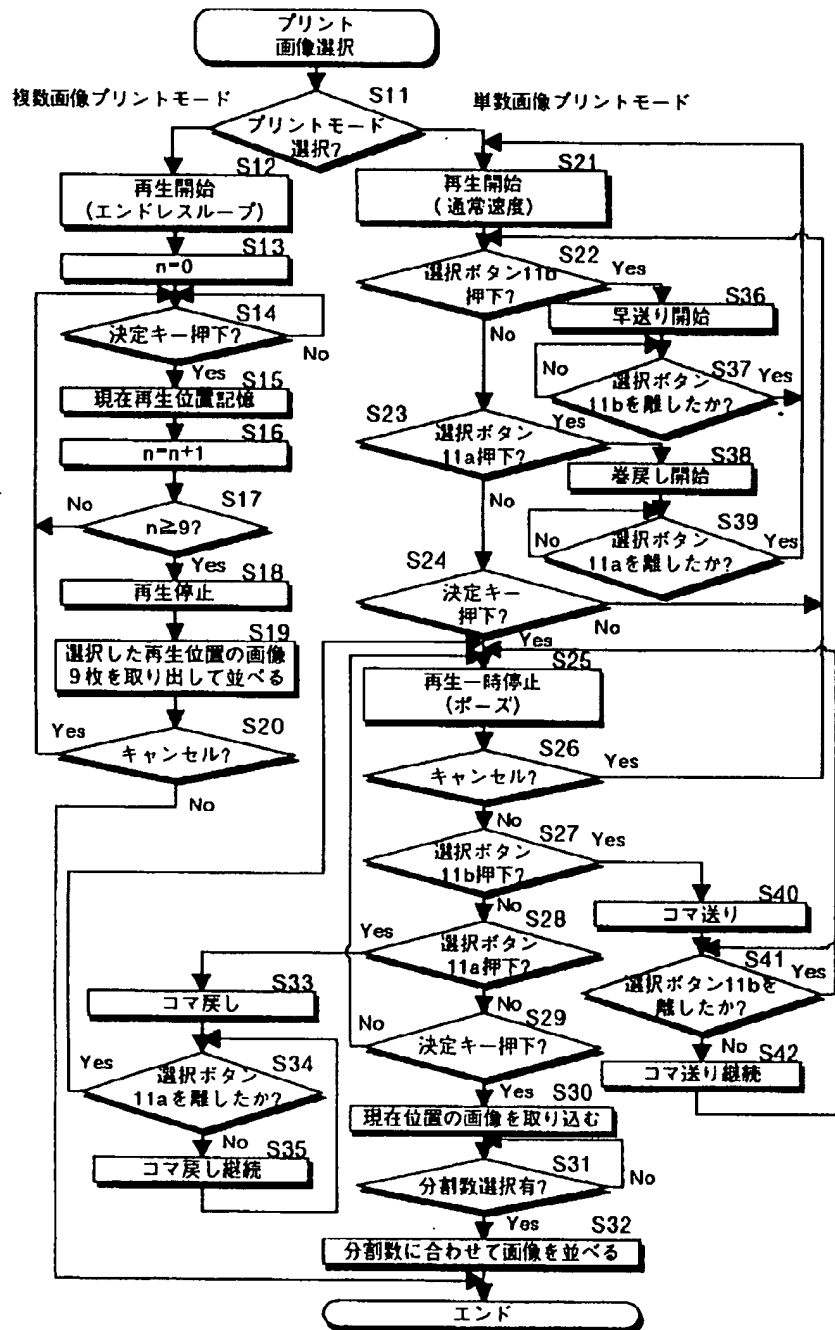 プリント
画像選択
複数画像プリントモード
S11
単数画像プリントモード
プリントモード
選択?
S12
再生開始
(エンドレスループ)
S13
n=0
S14
決定キー押下?
No
Yes
S15
現在再生位置記憶
S16
n=n+1
S17
No
n≧9?
Yes
S18
再生停止
S19
選択した再生位置の画像
9枚を取り出して並べる
S20
Yes
キャンセル?
No
S21
再生開始
(通常速度)
S22
選択ボタン11b
押下?
Yes
No
S36
早送り開始
S37
No
選択ボタン
11bを離したか?
Yes
S23
選択ボタン
11a押下?
Yes
No
S38
巻戻し開始
S39
No
選択ボタン
11aを離したか?
Yes
S24
決定キー
押下?
No
Yes
S25
再生一時停止
(ポーズ)
S26
キャンセル?
Yes
No
S27
選択ボタン
11b押下?
Yes
No
S40
コマ送り
S41
選択ボタン11bを
離したか?
Yes
No
S42
コマ送り継続
S28
Yes
選択ボタン
11a押下?
No
S33
コマ戻し
S34
Yes
選択ボタン
11aを離したか?
No
S35
コマ戻し継続
S29
No
決定キー押下?
Yes
S30
現在位置の画像を取り込む
S31
分割数選択有?
No
Yes
S32
分割数に合わせて画像を並べる
エンド